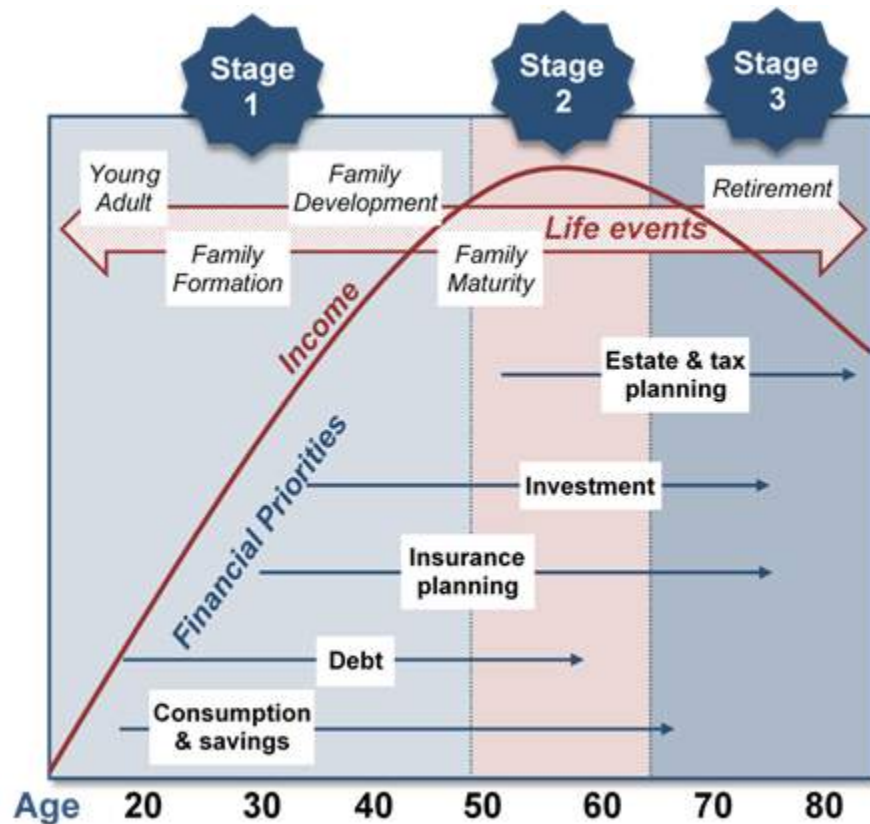 Stage
1
Stage
2
Stage
3
Young
Adult
Family
Development
Retirement
Life events
Family
Formation
Family
Maturity
Income
Estate & tax
planning
Financial Priorities
Investment
Insurance
planning
Debt
Consumption
& savings
Age 20 30 40 50 60 70 80